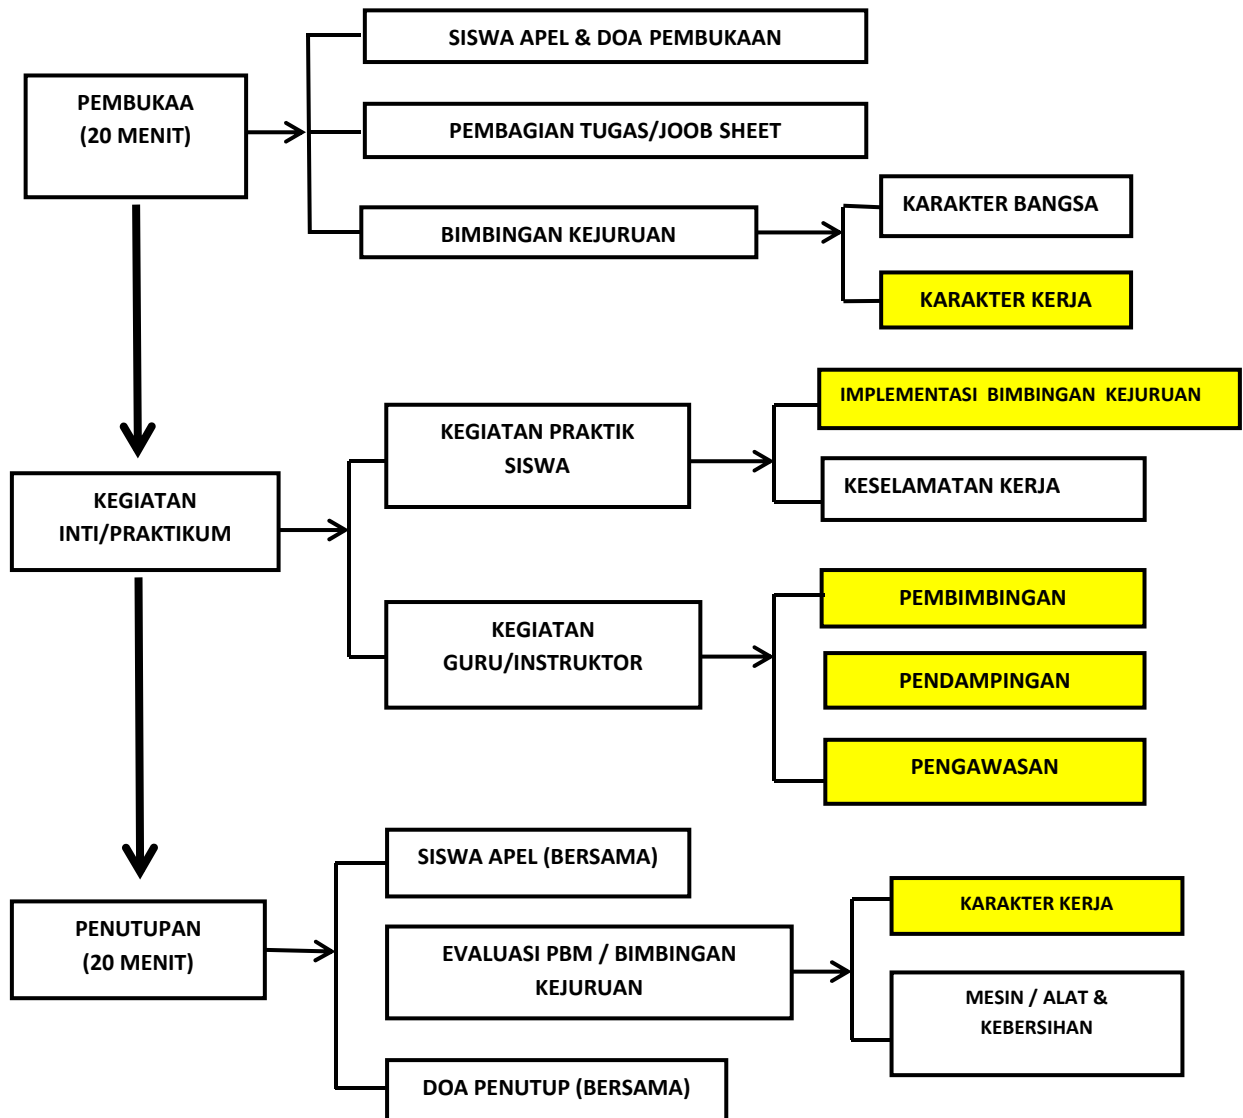 SISWA APEL & DOA PEMBUKAAN
PEMBUKAA
(20 MENIT)
PEMBAGIAN TUGAS/JOOB SHEET
BIMBINGAN KEJURUAN
KARAKTER BANGSA
KARAKTER KERJA
KEGIATAN
INTI/PRAKTIKUM
KEGIATAN PRAKTIK
SISWA
IMPLEMENTASI BIMBINGAN KEJURUAN
KESELAMATAN KERJA
KEGIATAN
GURU/INSTRUKTOR
PEMBIMBINGAN
PENDAMPINGAN
PENGAWASAN
PENUTUPAN
(20 MENIT)
SISWA APEL (BERSAMA)
EVALUASI PBM / BIMBINGAN
KEJURUAN
KARAKTER KERJA
MESIN / ALAT &
KEBERSIHAN
DOA PENUTUP (BERSAMA)